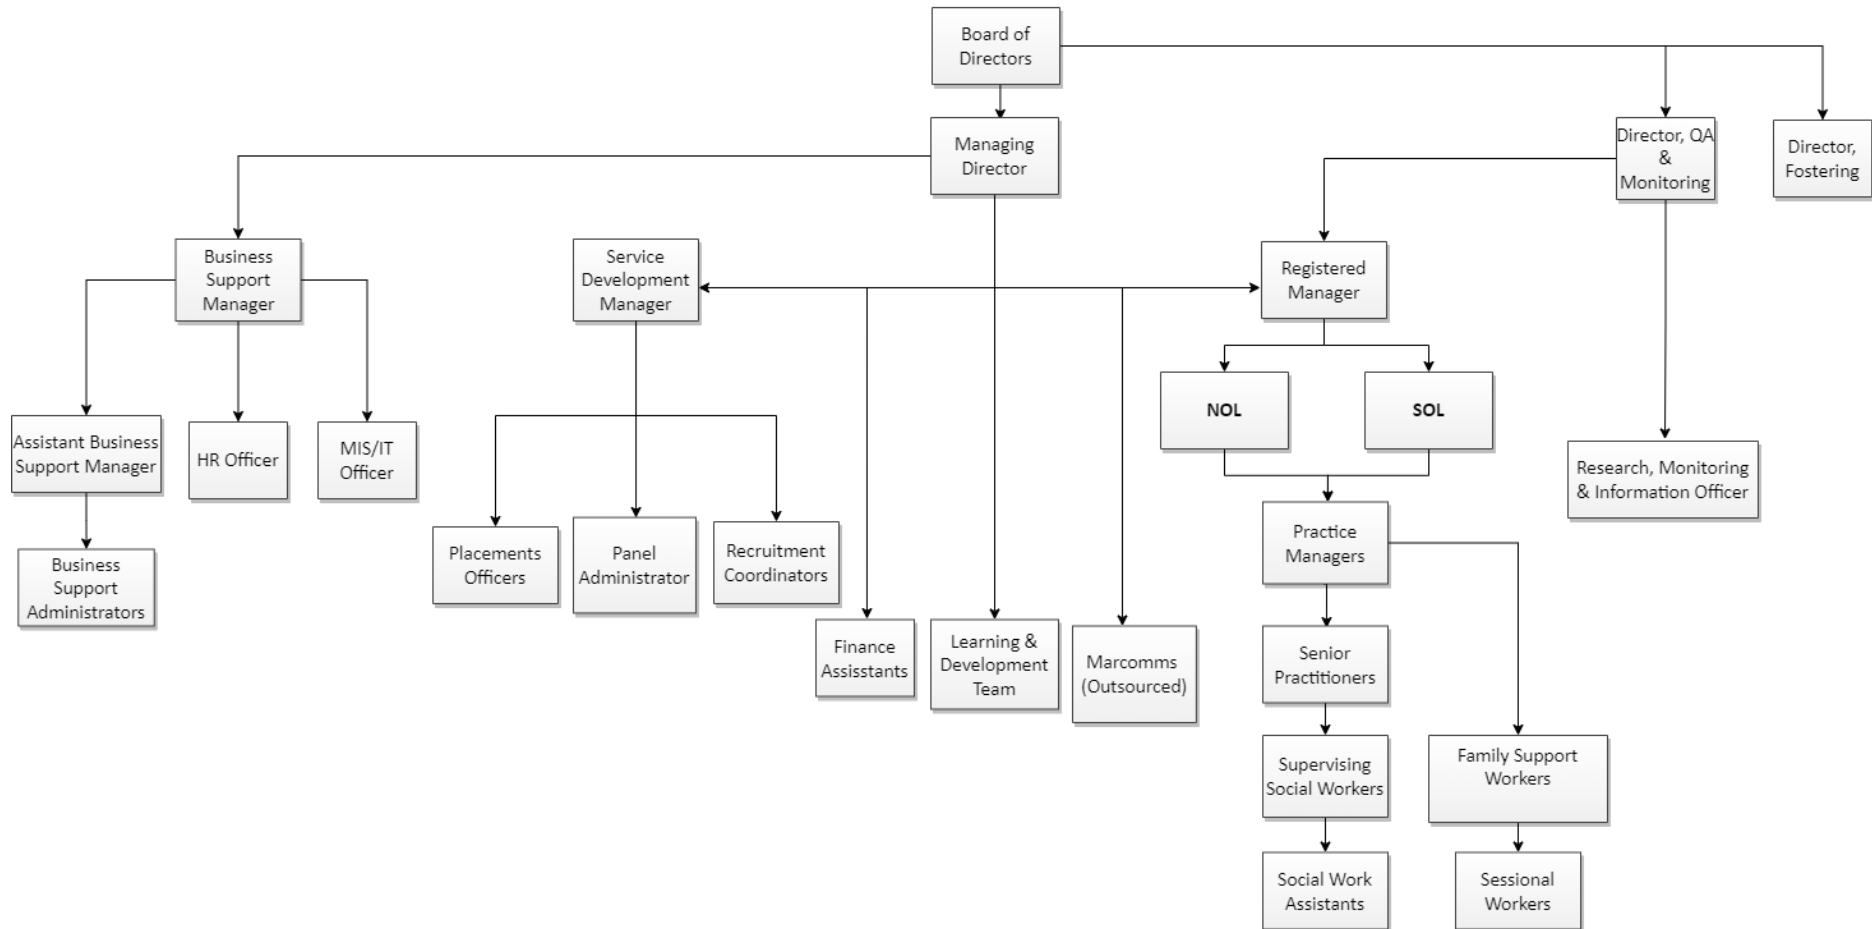 Board of
Directors
Managing
Director
Director, QA
&
Monitoring
Director,
Fostering
Business
Support
Manager
Service
Development
Manager
Registered
Manager
NOL
SOL
Assistant Business
Support Manager
HR Officer
MIS/IT
Officer
Research, Monitoring
& Information Officer
Placements
Officers
Panel
Administrator
Recruitment
Coordinators
Practice
Managers
Business
Support
Administrators
Finance
Assisstants
Learning &
Development
Team
Marcomms
(Outsourced)
Senior
Practitioners
Supervising
Social Workers
Family Support
Workers
Social Work
Assistants
Sessional
Workers